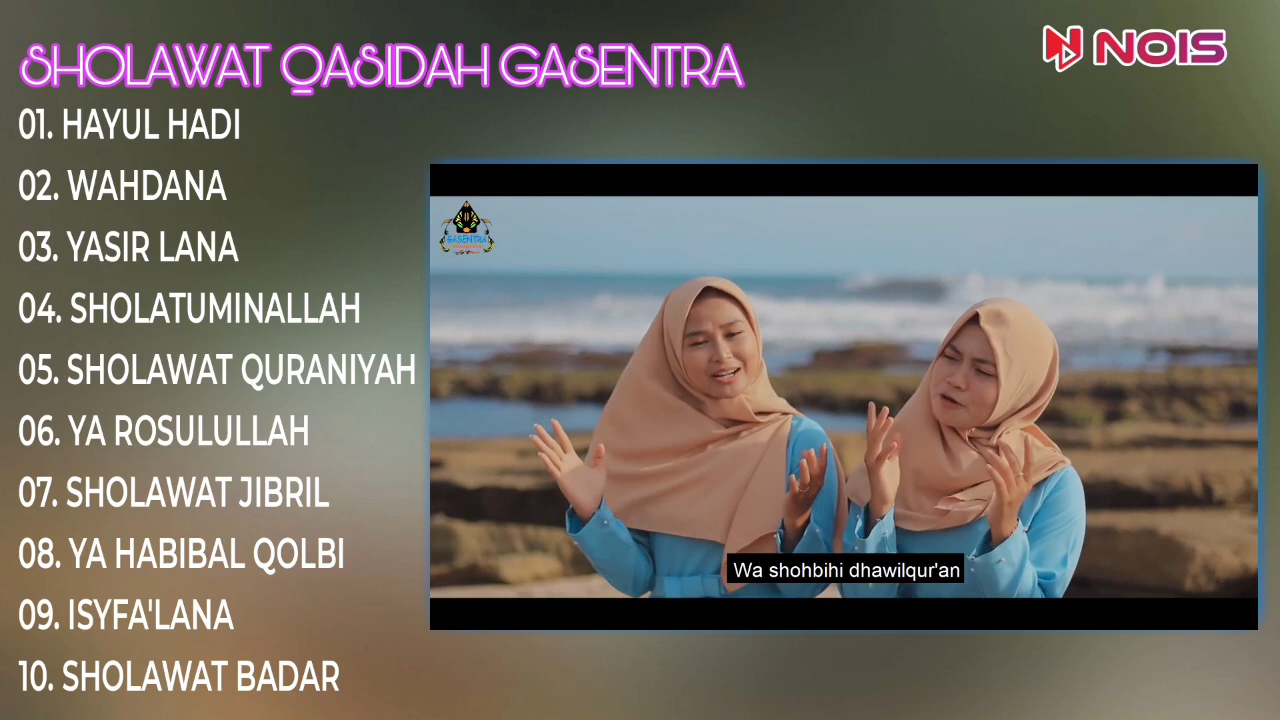 SHOLAWAT QASIDAH GASENTRA
NOIS
01. HAYUL HADI
02. WAHDANA
03. YASIR LANA
04. SHOLATUMINALLAH
05. SHOLAWAT QURANIYAH
06. YA ROSULULLAH
07. SHOLAWAT JIBRIL
08. YA HABIBAL QOLBI
09. ISYFA'LANA
10. SHOLAWAT BADAR
GASENTRA
Wa shohbihi dhawilqur'an